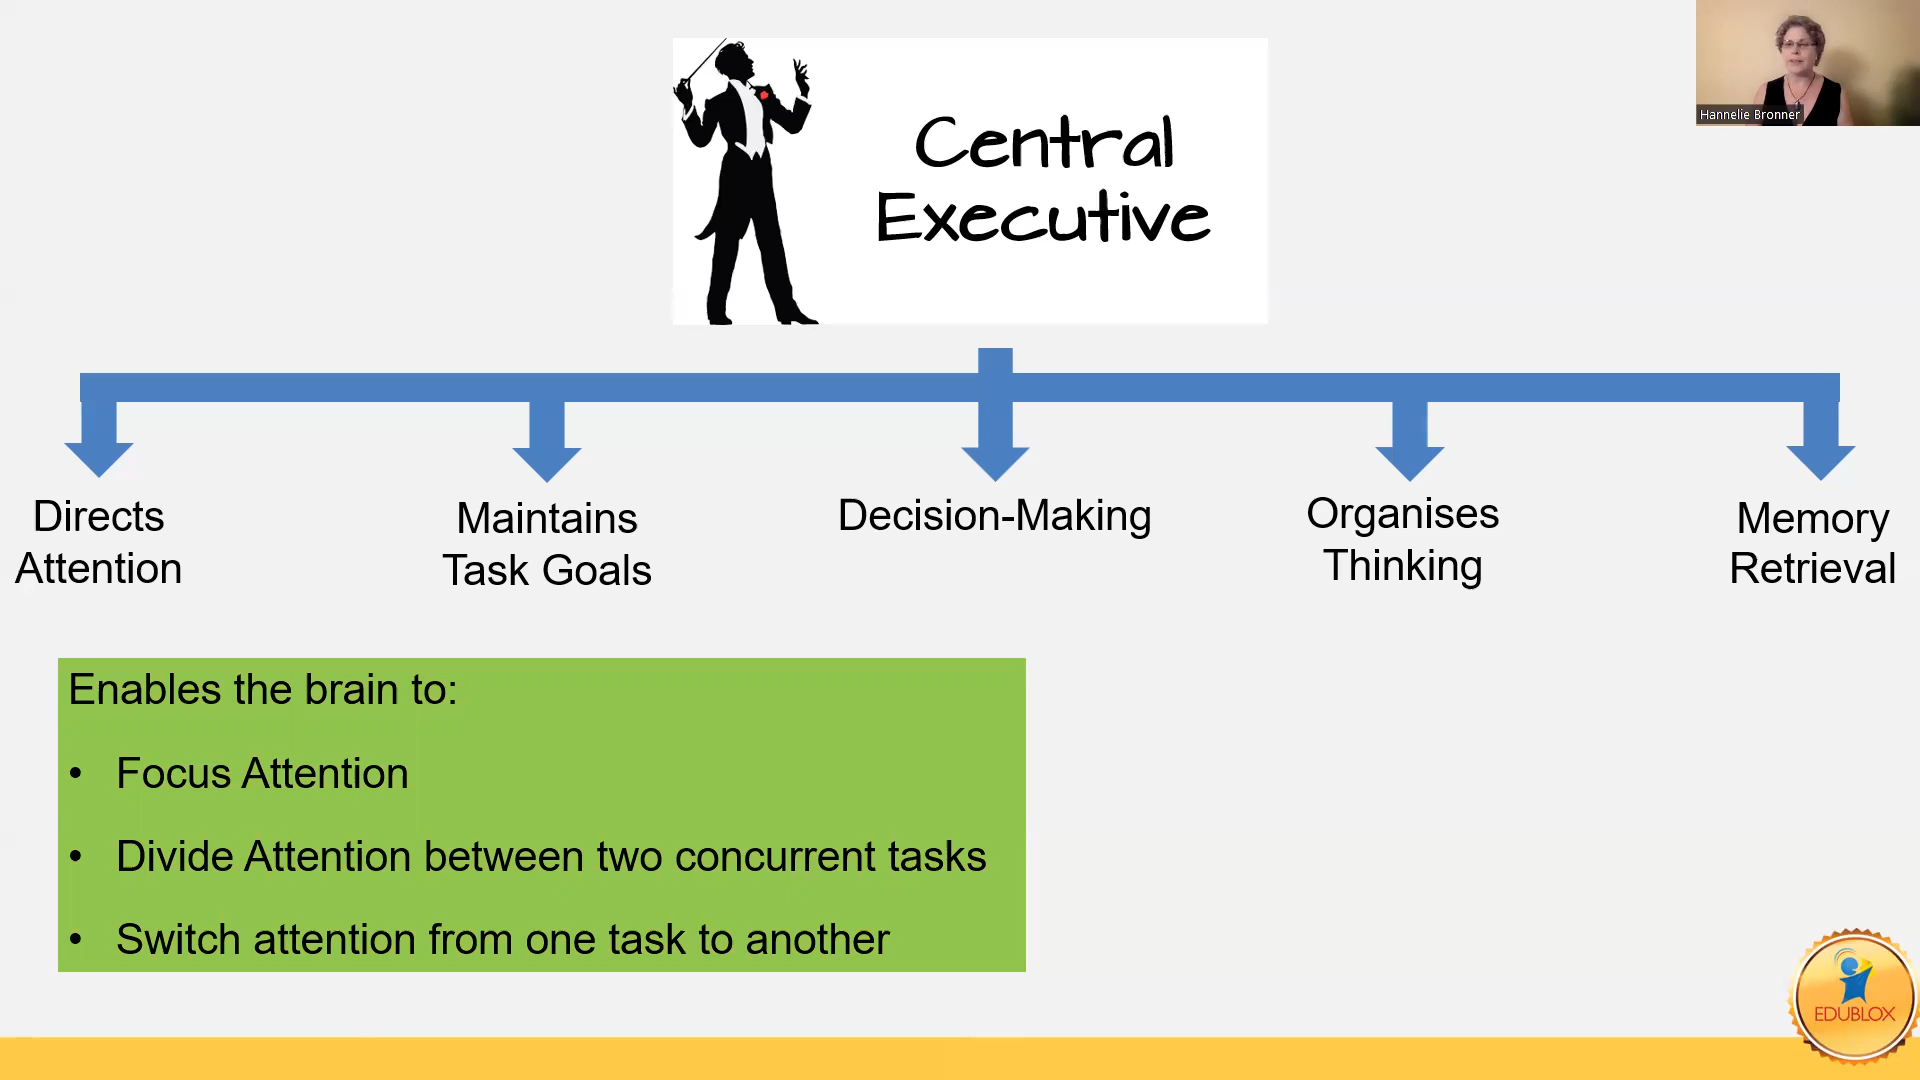 Central
Executive
Hannelie Bronner
Directs
Attention
Maintains
Task Goals
Decision-Making
Organises
Thinking
Memory
Retrieval
Enables the brain to:
• Focus Attention
• Divide Attention between two concurrent tasks
• Switch attention from one task to another
EDUBLOX